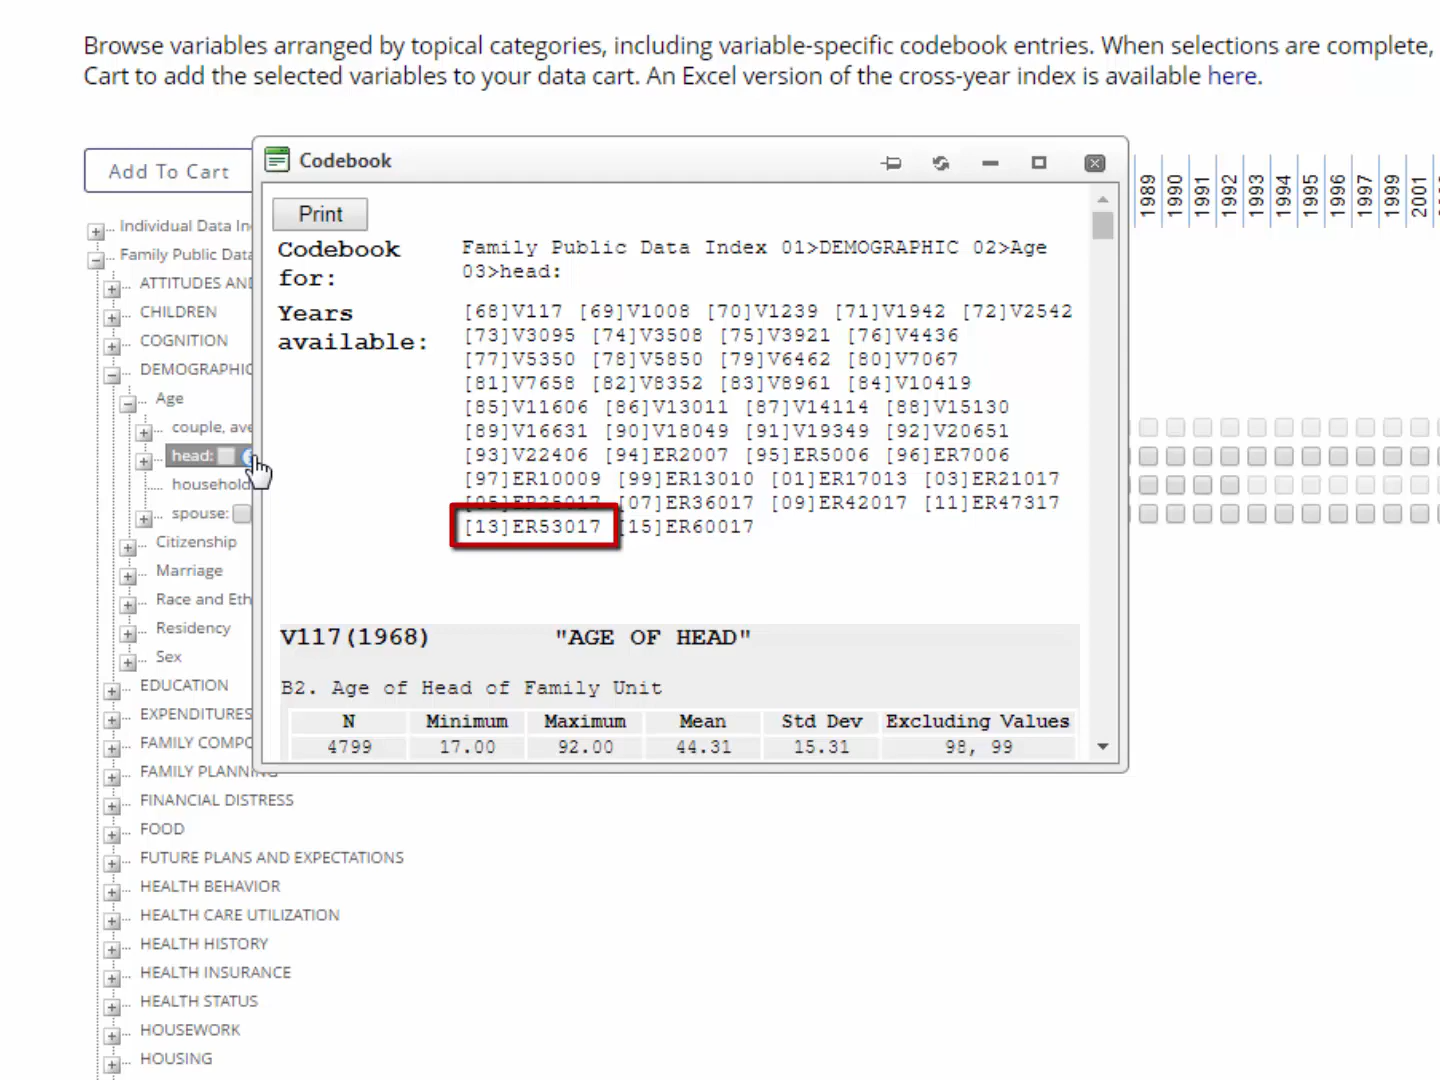 Browse variables arranged by topical categories, including variable-specific codebook entries. When selections are complete,
Cart to add the selected variables to your data cart. An Excel version of the cross-year index is available here.
Add To Cart
Codebook
1989 1990 1991 1992 1993 1994 1995 1996 1997 1999 2001
Print
Codebook for:
Family Public Data Index 01>DEMOGRAPHIC 02>Age
03>head:
Years available:
[68]V117 [69]V1008 [70]V1239 [71]V1942 [72]V2542
[73]V3095 [74]V3508 [75]V3921 [76]V4436
[77]V5350 [78]V5850 [79]V6462 [80]V7067
[81]V7658 [82]V8352 [83]V8961 [84]V10419
[85]V11606 [86]V13011 [87]V14114 [88]V15130
[89]V16631 [90]V18049 [91]V19349 [92]V20651
[93]V22406 [94]ER2007 [95]ER5006 [96]ER7006
[97]ER10009 [99]ER13010 [01]ER17013 [03]ER21017
[05]ER25017 [07]ER36017 [09]ER42017 [11]ER47317
[13]ER53017 [15]ER60017
V117(1968) "AGE OF HEAD"
B2. Age of Head of Family Unit
N Minimum Maximum Mean Std Dev Excluding Values
4799 17.00 92.00 44.31 15.31 98, 99
Individual Data In
Family Public Data
ATTITUDES AN
CHILDREN
COGNITION
DEMOGRAPHIC
Age
couple, ave
head:
household
spouse:
Citizenship
Marriage
Race and Eth
Residency
Sex
EDUCATION
EXPENDITURES
FAMILY COMPO
FAMILY PLANNING
FINANCIAL DISTRESS
FOOD
FUTURE PLANS AND EXPECTATIONS
HEALTH BEHAVIOR
HEALTH CARE UTILIZATION
HEALTH HISTORY
HEALTH INSURANCE
HEALTH STATUS
HOUSEWORK
HOUSING